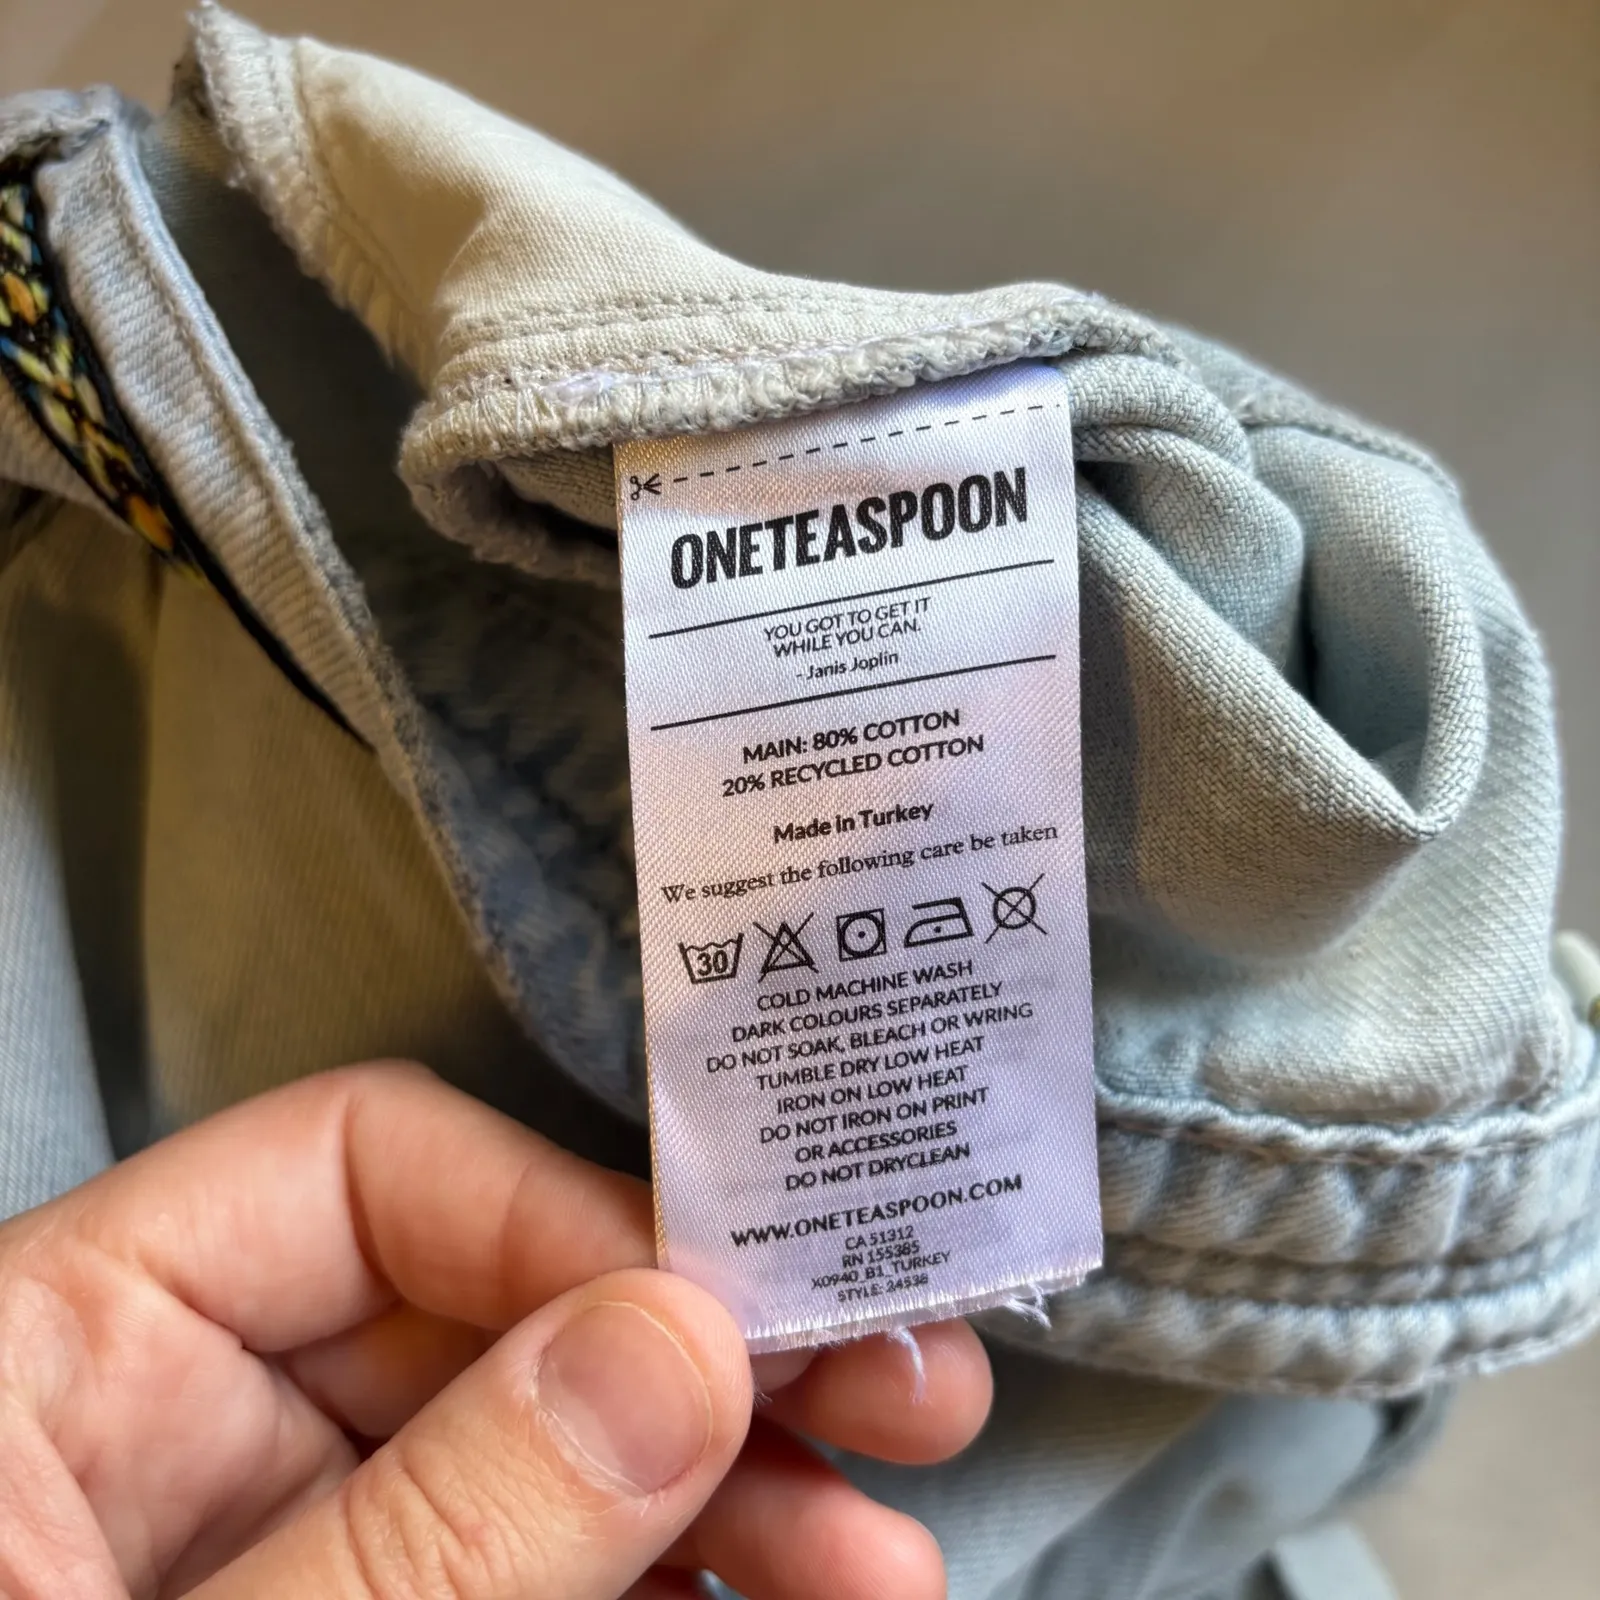 ONETEASPOON
YOU GOT TO GET IT
WHILE YOU CAN.
- Janis Joplin
MAIN: 80% COTTON
20% RECYCLED COTTON
Made in Turkey
We suggest the following care be taken
30
COLD MACHINE WASH
DARK COLOURS SEPARATELY
DO NOT SOAK, BLEACH OR WRING
TUMBLE DRY LOW HEAT
IRON ON LOW HEAT
DO NOT IRON ON PRINT
OR ACCESSORIES
DO NOT DRYCLEAN
WWW.ONETEASPOON.COM
CA 51312
RN 155385
X0940_B1_TURKEY
STYLE: 24538